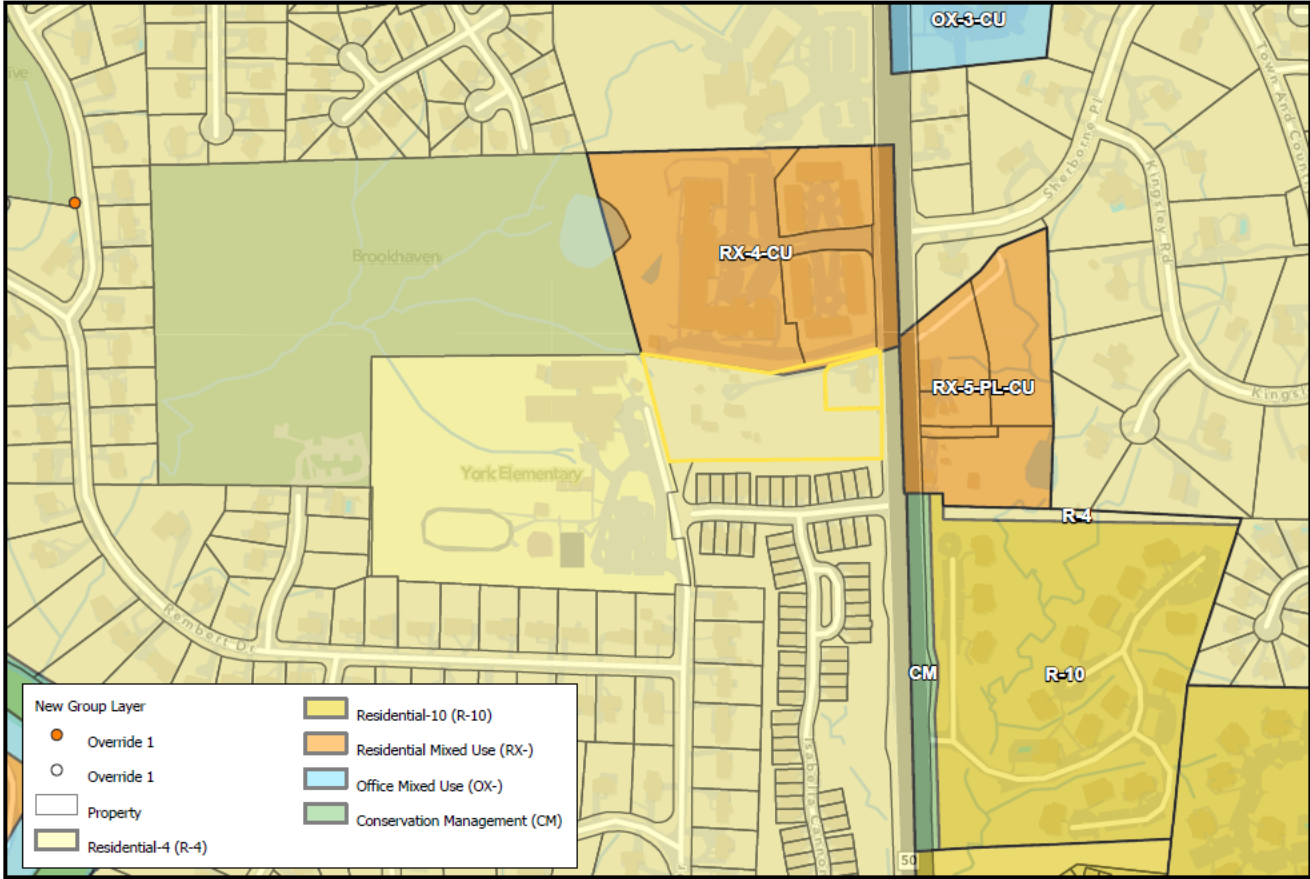 OX-3-CU
ive
Town And Countr
Sherborne Pl
Kingsley Rd
Brookhaven
RX-4-CU
RX-5-PL-CU
Kingsl
York Elementary
R-4
Rembert Dr
CM
R-10
Isabella Cannon
50
New Group Layer
Override 1
Override 1
Property
Residential-4 (R-4)
Residential-10 (R-10)
Residential Mixed Use (RX-)
Office Mixed Use (OX-)
Conservation Management (CM)